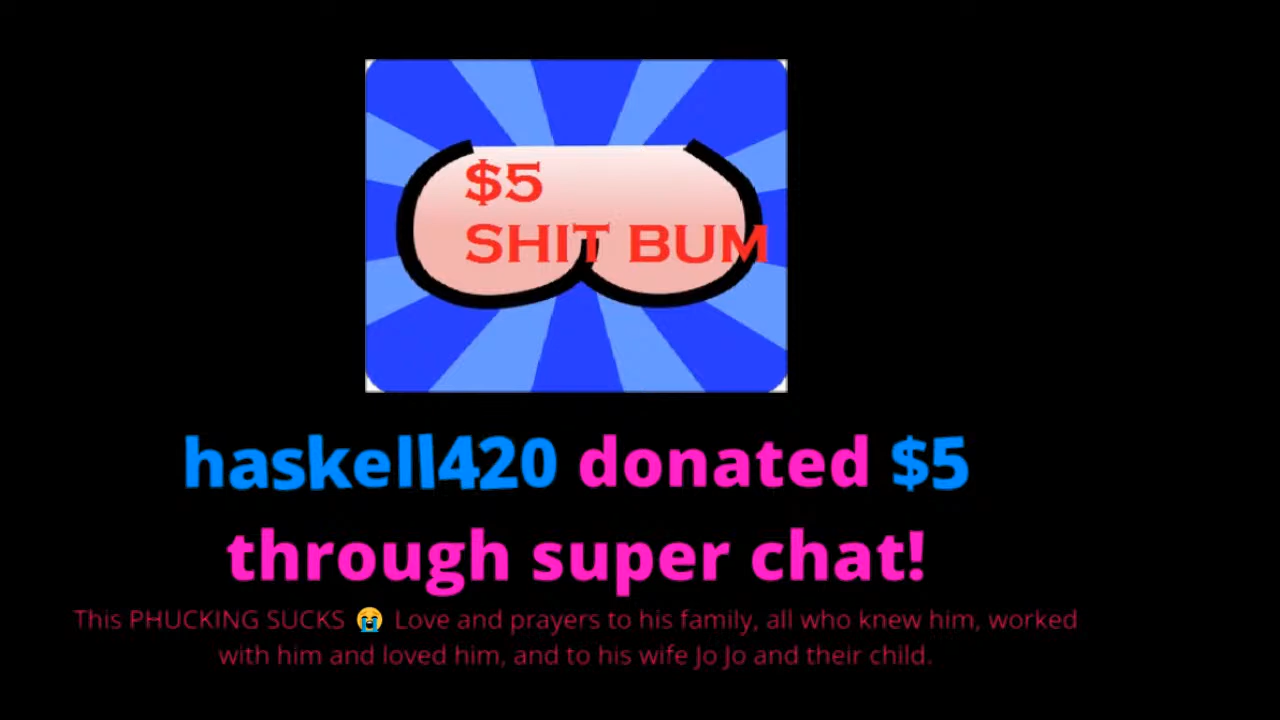 $5
SHIT BUM
haskell420 donated $5
through super chat!
This PHUCKING SUCKS 😭 Love and prayers to his family, all who knew him, worked
with him and loved him, and to his wife Jo Jo and their child.